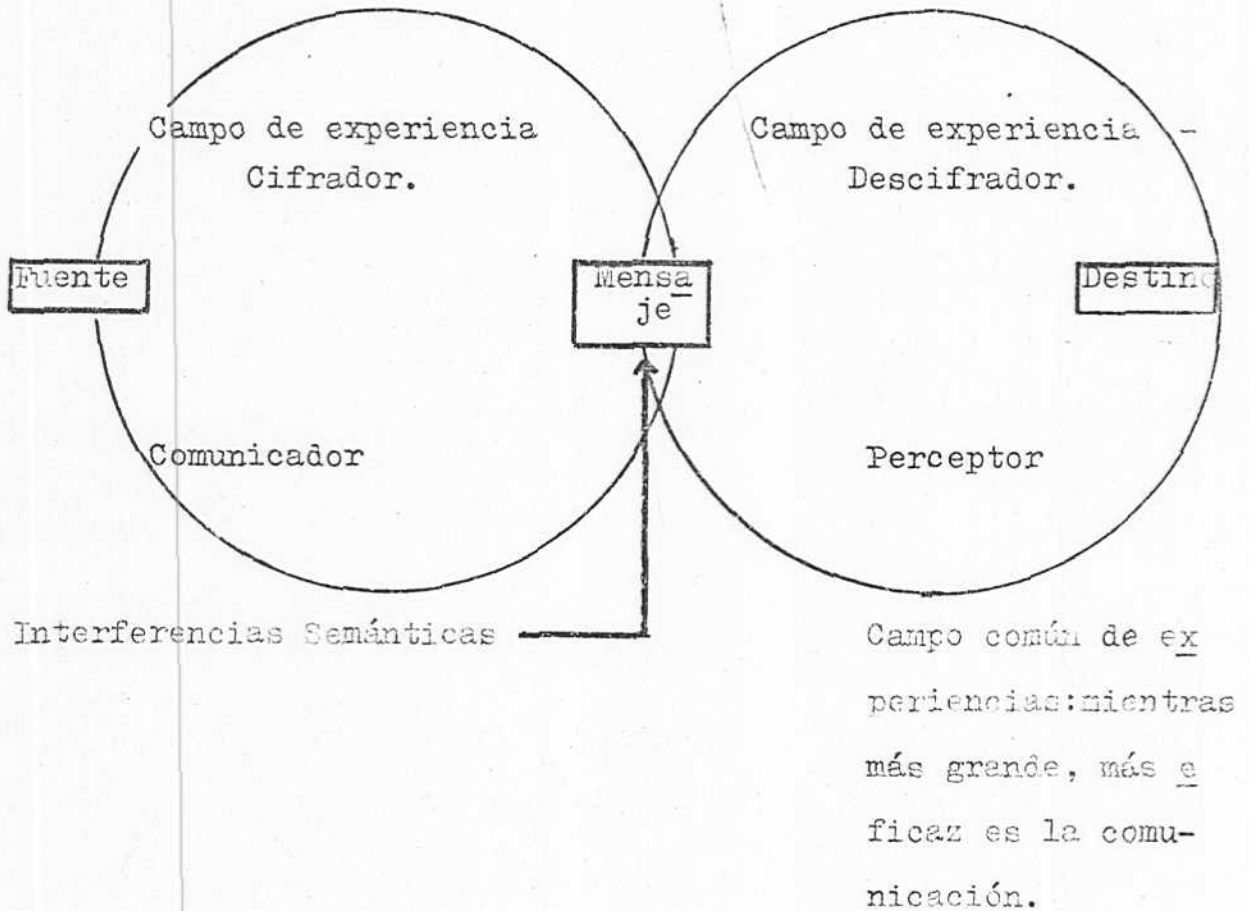 Campo de experiencia
Cifrador.
Campo de experiencia -
Descifrador.
Fuente
Mensa
je
Destino
Comunicador
Perceptor
Interferencias Semánticas
Campo común de ex
periencias:mientras
más grande, más e
ficaz es la comu-
nicación.